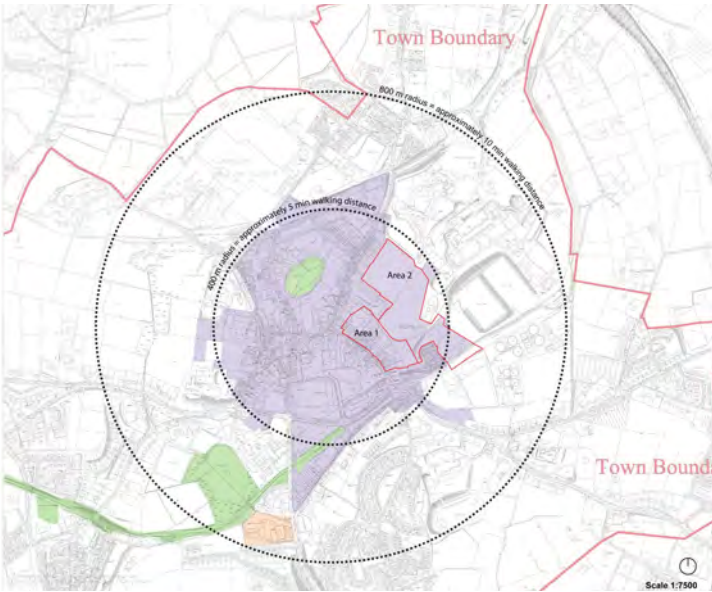 Town Boundary
800 m radius = approximately 10 min walking distance
400 m radius = approximately 5 min walking distance
Area 2
Area 1
Town Bounda
Scale 1:7500